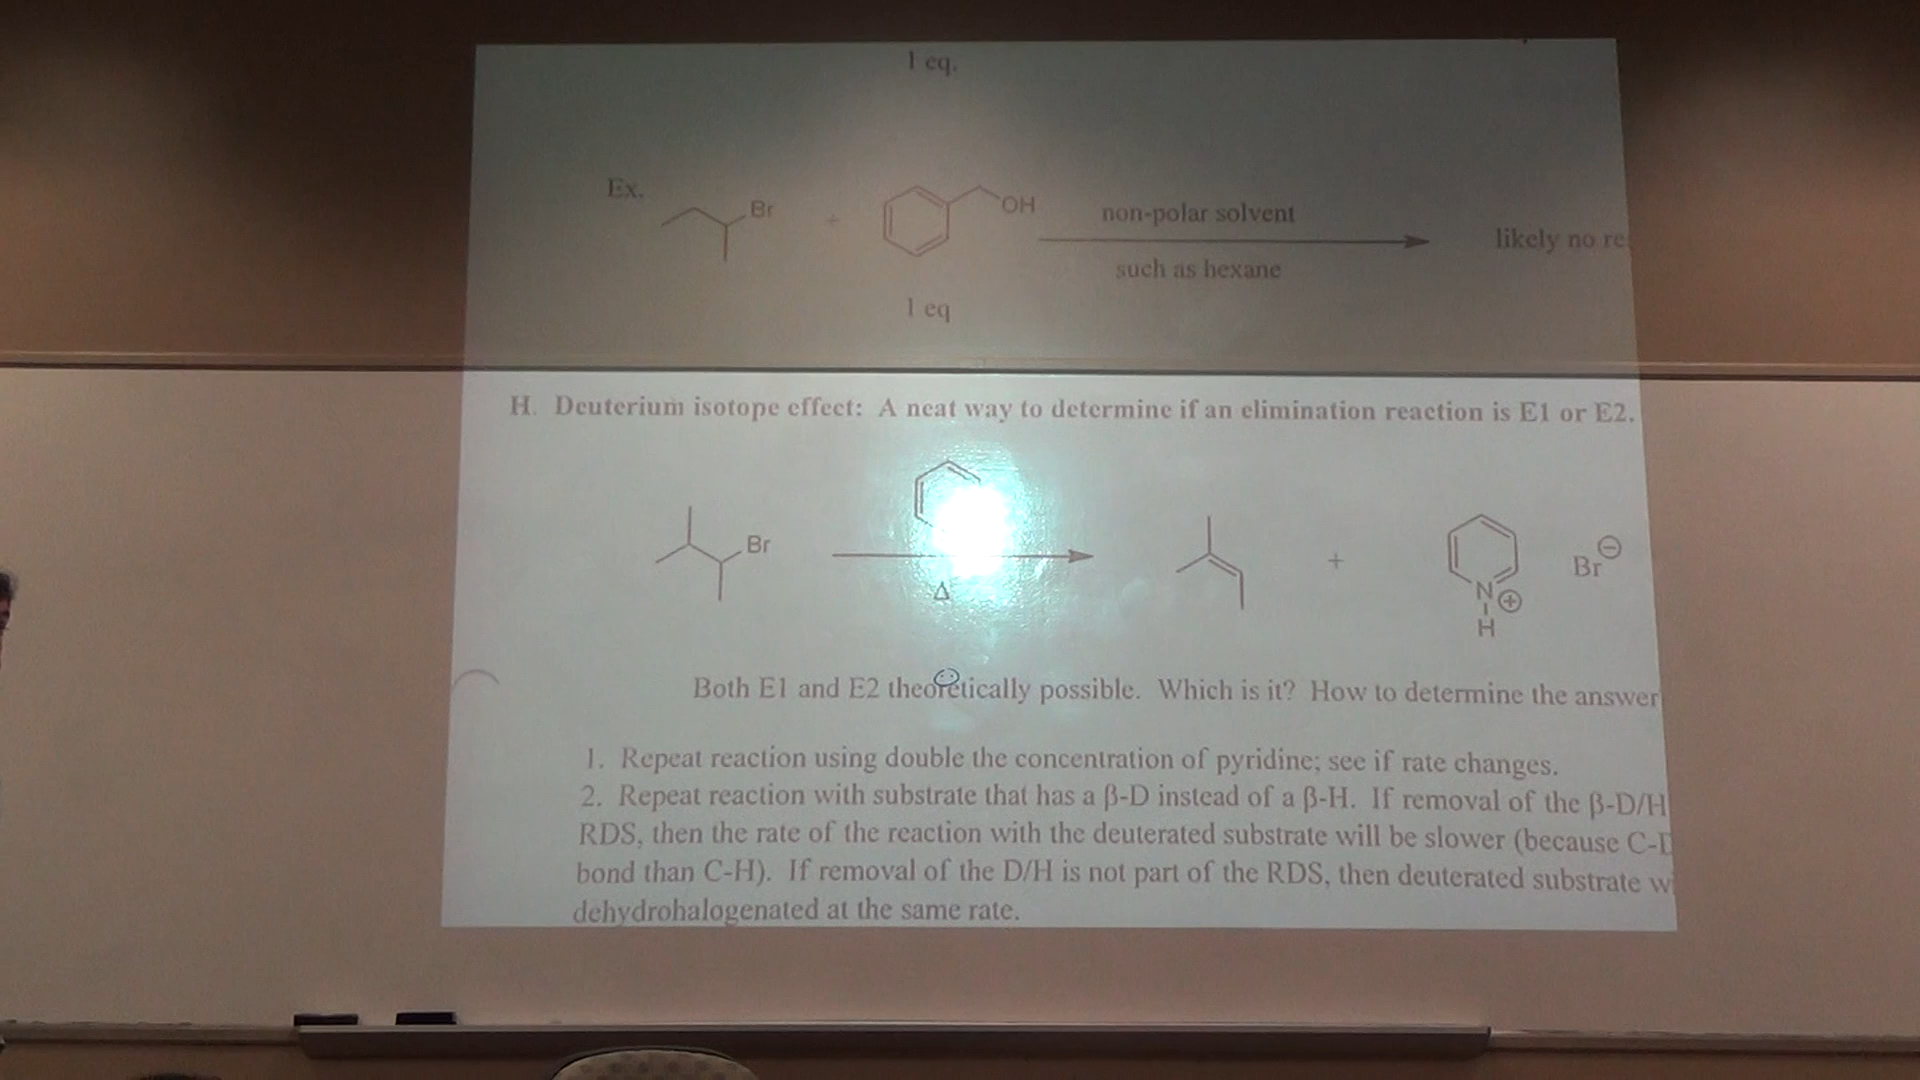 1 eq.
Ex.
Br + OH non-polar solvent
such as hexane
likely no
1 eq
H. Deuterium isotope effect: A neat way to determine if an elimination reaction is E1 or E2.
Br
Δ
+
N⊕
H
Br⊖
Both E1 and E2 theoretically possible. Which is it? How to determine the answer
1. Repeat reaction using double the concentration of pyridine; see if rate changes.
2. Repeat reaction with substrate that has a β-D instead of a β-H. If removal of the β-D/H
RDS, then the rate of the reaction with the deuterated substrate will be slower (because
bond than C-H). If removal of the D/H is not part of the RDS, then deuterated substrate
dehydrohalogenated at the same rate.